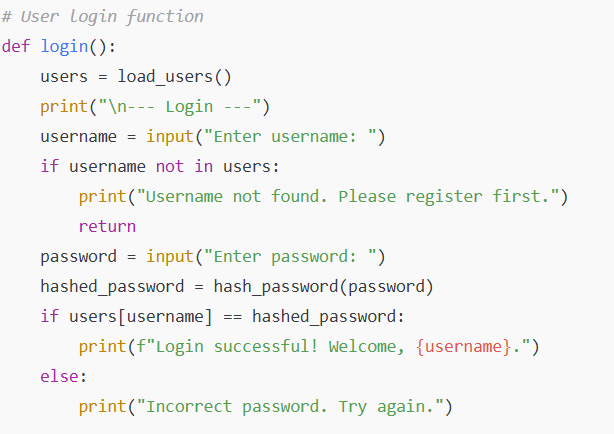 # User login function
def login():
    users = load_users()
    print("\n--- Login ---")
    username = input("Enter username: ")
    if username not in users:
        print("Username not found. Please register first.")
        return
    password = input("Enter password: ")
    hashed_password = hash_password(password)
    if users[username] == hashed_password:
        print(f"Login successful! Welcome, {username}.")
    else:
        print("Incorrect password. Try again.")